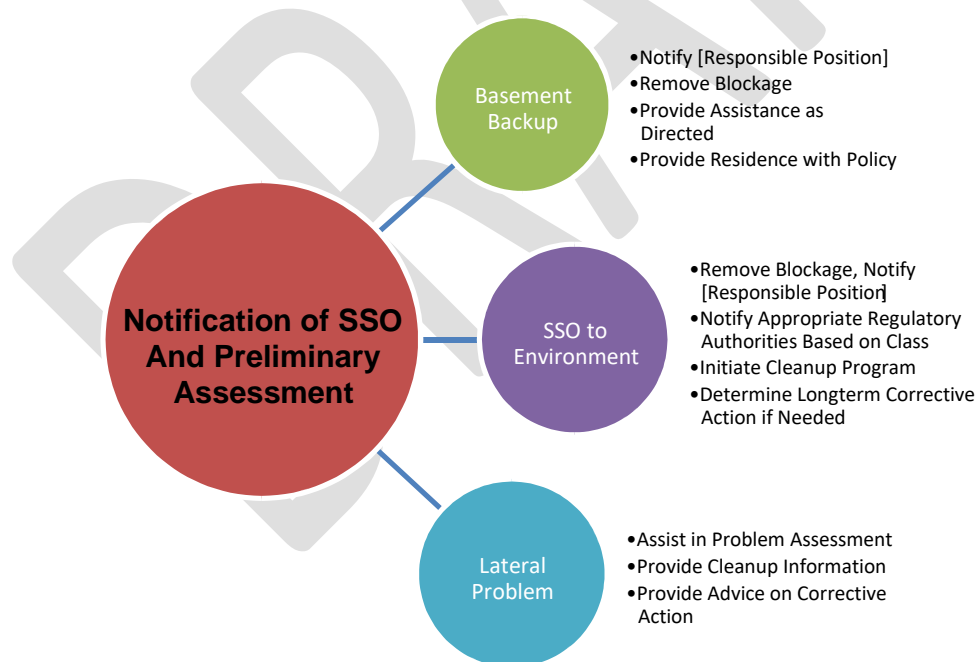 Basement
Backup
•Notify [Responsible Position]
•Remove Blockage
•Provide Assistance as
Directed
•Provide Residence with Policy
Notification of SSO
And Preliminary
Assessment
SSO to
Environment
•Remove Blockage, Notify
[Responsible Position]
•Notify Appropriate Regulatory
Authorities Based on Class
•Initiate Cleanup Program
•Determine Longterm Corrective
Action if Needed
Lateral
Problem
•Assist in Problem Assessment
•Provide Cleanup Information
•Provide Advice on Corrective
Action